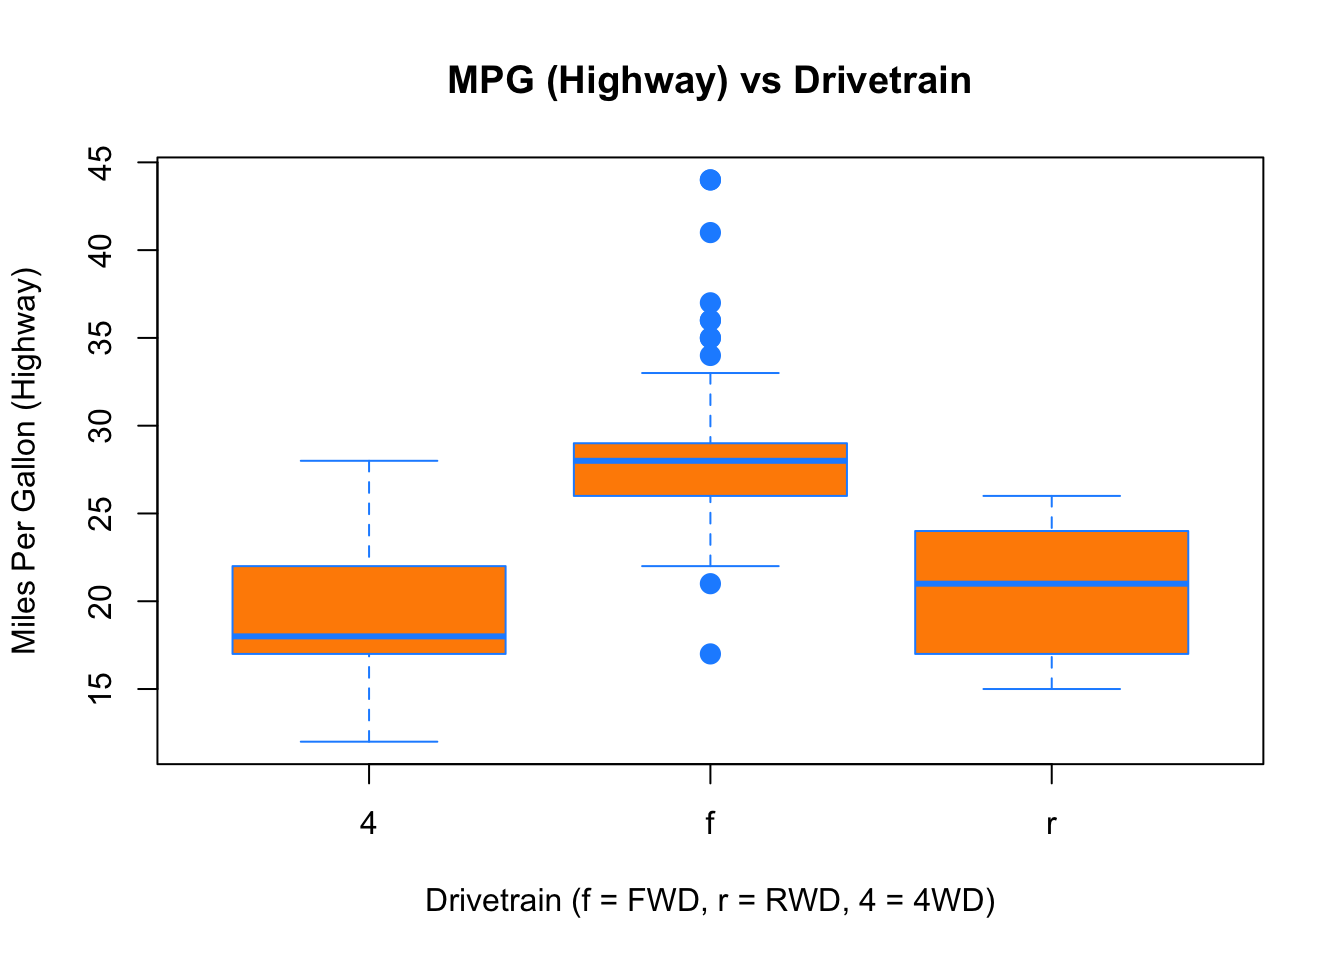 MPG (Highway) vs Drivetrain
Miles Per Gallon (Highway)
45
40
35
30
25
20
15
4
f
r
Drivetrain (f = FWD, r = RWD, 4 = 4WD)